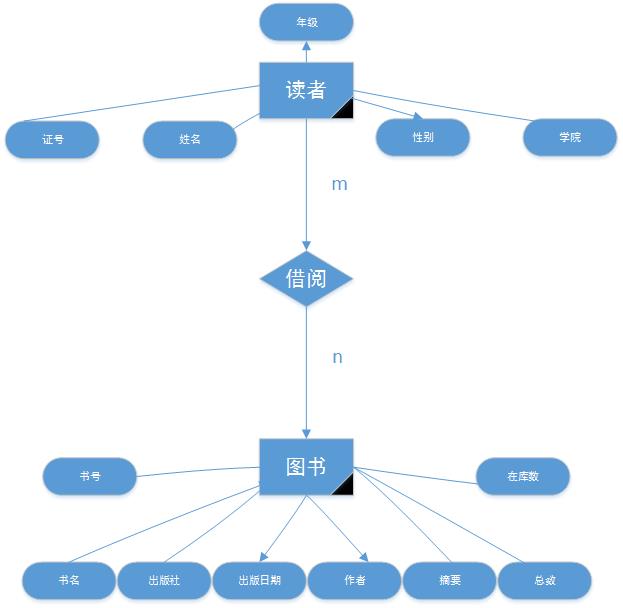 年级
读者
证号
姓名
性别
学院
m
借阅
n
图书
书号
在库数
书名
出版社
出版日期
作者
摘要
总数